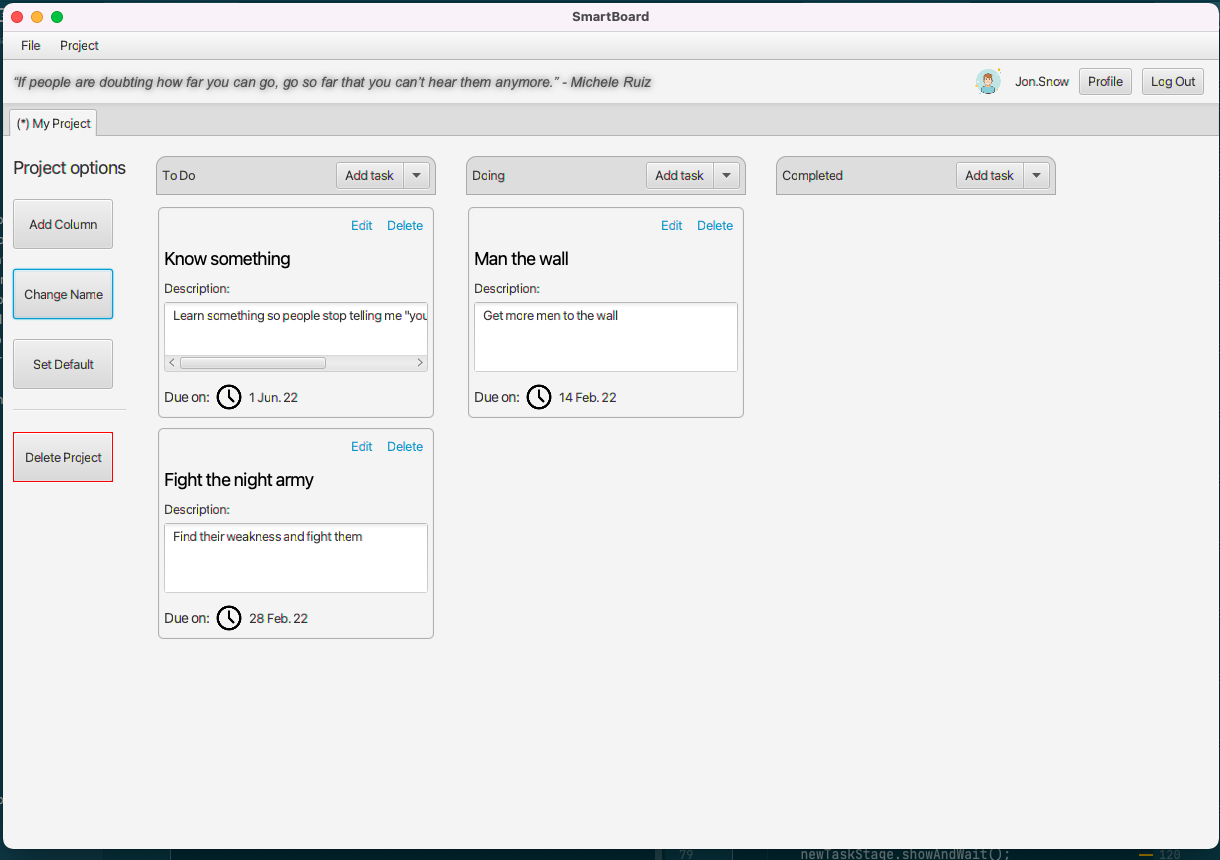 SmartBoard
File Project
“If people are doubting how far you can go, go so far that you can’t hear them anymore.” - Michele Ruiz
Jon.Snow Profile Log Out
(*) My Project
Project options
Add Column
Change Name
Set Default
Delete Project
To Do Add task
Edit Delete
Know something
Description:
Learn something so people stop telling me "you
Due on: 1 Jun. 22
Edit Delete
Fight the night army
Description:
Find their weakness and fight them
Due on: 28 Feb. 22
Doing Add task
Edit Delete
Man the wall
Description:
Get more men to the wall
Due on: 14 Feb. 22
Completed Add task
79 newTaskStage.showAndWait(); 120